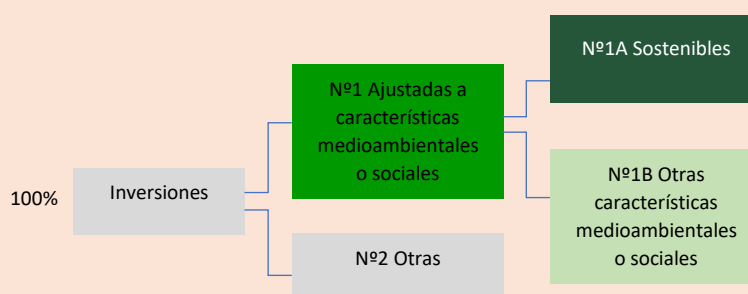 100%
Inversiones
Nº1 Ajustadas a
características
medioambientales
o sociales
Nº2 Otras
Nº1A Sostenibles
Nº1B Otras
características
medioambientales
o sociales